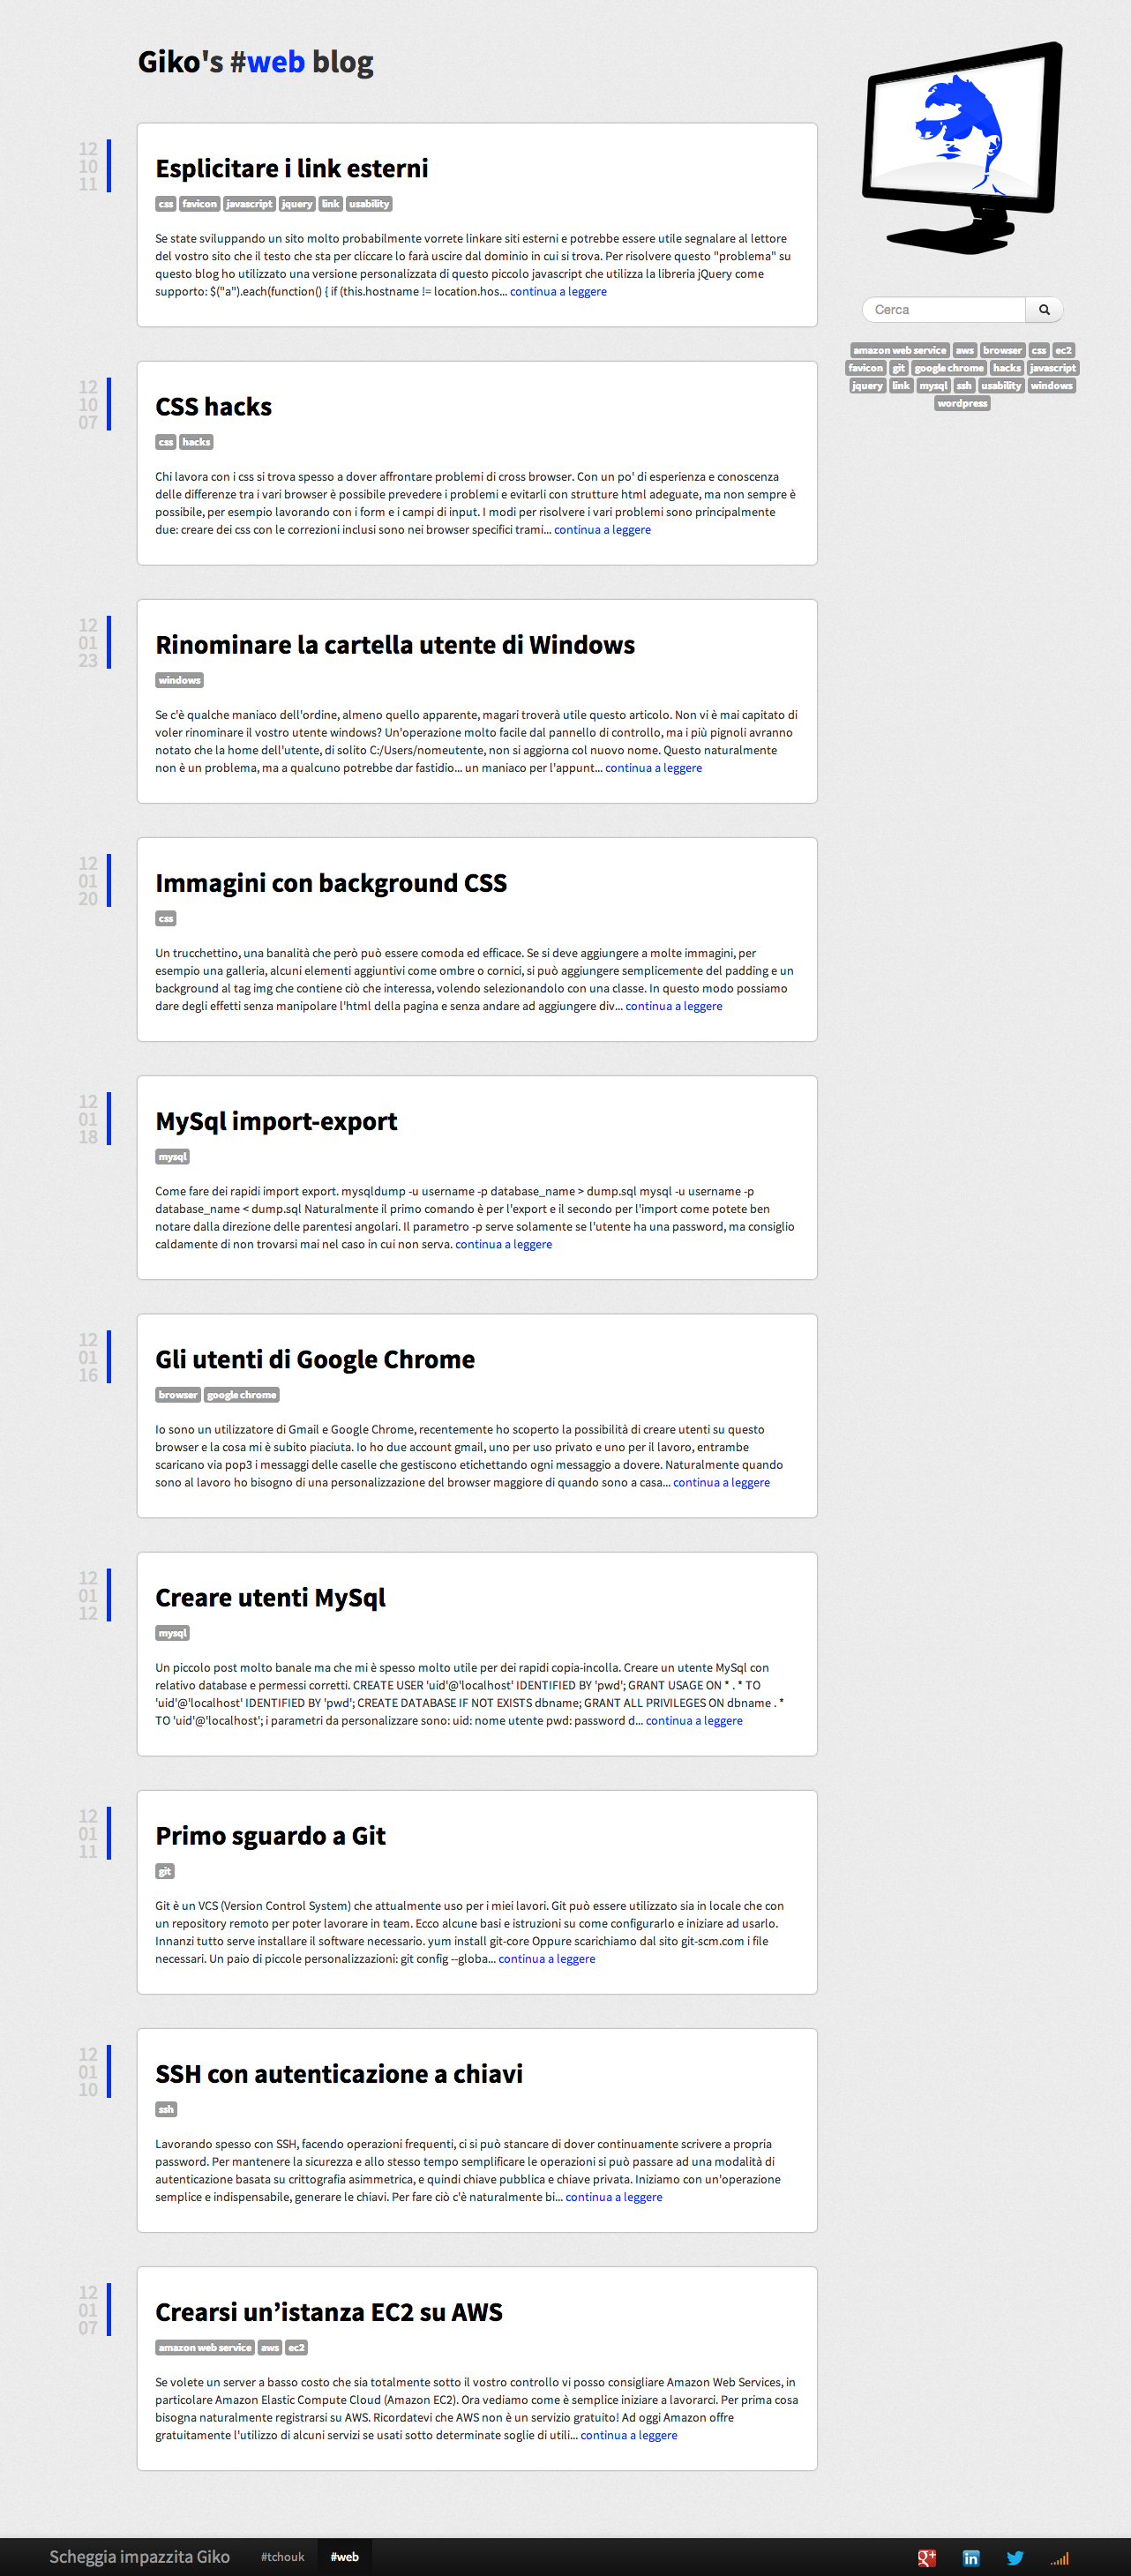 Giko's #web blog
12
10
11
Esplicitare i link esterni
css favicon javascript jquery link usability
Se state sviluppando un sito molto probabilmente vorrete linkare siti esterni e potrebbe essere utile segnalare al lettore
del vostro sito che il testo che sta per cliccare lo farà uscire dal dominio in cui si trova. Per risolvere questo "problema" su
questo blog ho utilizzato una versione personalizzata di questo piccolo javascript che utilizza la libreria jQuery come
supporto: $("a").each(function() { if (this.hostname != location.hos... continua a leggere
Cerca
amazon web service aws browser css ec2
favicon git google chrome hacks javascript
jquery link mysql ssh usability windows
wordpress
12
10
07
CSS hacks
css hacks
Chi lavora con i css si trova spesso a dover affrontare problemi di cross browser. Con un po' di esperienza e conoscenza
delle differenze tra i vari browser è possibile prevedere i problemi e evitarli con strutture html adeguate, ma non sempre è
possibile, per esempio lavorando con i form e i campi di input. I modi per risolvere i vari problemi sono principalmente
due: creare dei css con le correzioni inclusi sono nei browser specifici trami... continua a leggere
12
01
23
Rinominare la cartella utente di Windows
windows
Se c'è qualche maniaco dell'ordine, almeno quello apparente, magari troverà utile questo articolo. Non vi è mai capitato di
voler rinominare il vostro utente windows? Un'operazione molto facile dal pannello di controllo, ma i più pignoli avranno
notato che la home dell'utente, di solito C:/Users/nomeutente, non si aggiorna col nuovo nome. Questo naturalmente
non è un problema, ma a qualcuno potrebbe dar fastidio... un maniaco per l'appunt... continua a leggere
12
01
20
Immagini con background CSS
css
Un trucchettino, una banalità che però può essere comoda ed efficace. Se si deve aggiungere a molte immagini, per
esempio una galleria, alcuni elementi aggiuntivi come ombre o cornici, si può aggiungere semplicemente del padding e un
background al tag img che contiene ciò che interessa, volendo selezionandolo con una classe. In questo modo possiamo
dare degli effetti senza manipolare l'html della pagina e senza andare ad aggiungere div... continua a leggere
12
01
18
MySql import-export
mysql
Come fare dei rapidi import export. mysqldump -u username -p database_name > dump.sql mysql -u username -p
database_name < dump.sql Naturalmente il primo comando è per l'export e il secondo per l'import come potete ben
notare dalla direzione delle parentesi angolari. Il parametro -p serve solamente se l'utente ha una password, ma consiglio
caldamente di non trovarsi mai nel caso in cui non serva. continua a leggere
12
01
16
Gli utenti di Google Chrome
browser google chrome
Io sono un utilizzatore di Gmail e Google Chrome, recentemente ho scoperto la possibilità di creare utenti su questo
browser e la cosa mi è subito piaciuta. Io ho due account gmail, uno per uso privato e uno per il lavoro, entrambe
scaricano via pop3 i messaggi delle caselle che gestiscono etichettando ogni messaggio a dovere. Naturalmente quando
sono al lavoro ho bisogno di una personalizzazione del browser maggiore di quando sono a casa... continua a leggere
12
01
12
Creare utenti MySql
mysql
Un piccolo post molto banale ma che mi è spesso molto utile per dei rapidi copia-incolla. Creare un utente MySql con
relativo database e permessi corretti. CREATE USER 'uid'@'localhost' IDENTIFIED BY 'pwd'; GRANT USAGE ON * . * TO
'uid'@'localhost' IDENTIFIED BY 'pwd'; CREATE DATABASE IF NOT EXISTS dbname; GRANT ALL PRIVILEGES ON dbname . *
TO 'uid'@'localhost'; i parametri da personalizzare sono: uid: nome utente pwd: password d... continua a leggere
12
01
11
Primo sguardo a Git
git
Git è un VCS (Version Control System) che attualmente uso per i miei lavori. Git può essere utilizzato sia in locale che con
un repository remoto per poter lavorare in team. Ecco alcune basi e istruzioni su come configurarlo e iniziare ad usarlo.
Innanzi tutto serve installare il software necessario. yum install git-core Oppure scarichiamo dal sito git-scm.com i file
necessari. Un paio di piccole personalizzazioni: git config --globa... continua a leggere
12
01
10
SSH con autenticazione a chiavi
ssh
Lavorando spesso con SSH, facendo operazioni frequenti, ci si può stancare di dover continuamente scrivere a propria
password. Per mantenere la sicurezza e allo stesso tempo semplificare le operazioni si può passare ad una modalità di
autenticazione basata su crittografia asimmetrica, e quindi chiave pubblica e chiave privata. Iniziamo con un'operazione
semplice e indispensabile, generare le chiavi. Per fare ciò c'è naturalmente bi... continua a leggere
12
01
07
Crearsi un’istanza EC2 su AWS
amazon web service aws ec2
Se volete un server a basso costo che sia totalmente sotto il vostro controllo vi posso consigliare Amazon Web Services, in
particolare Amazon Elastic Compute Cloud (Amazon EC2). Ora vediamo come è semplice iniziare a lavorarci. Per prima cosa
bisogna naturalmente registrarsi su AWS. Ricordatevi che AWS non è un servizio gratuito! Ad oggi Amazon offre
gratuitamente l'utilizzo di alcuni servizi se usati sotto determinate soglie di utili... continua a leggere
Scheggia impazzita Giko #tchouk #web